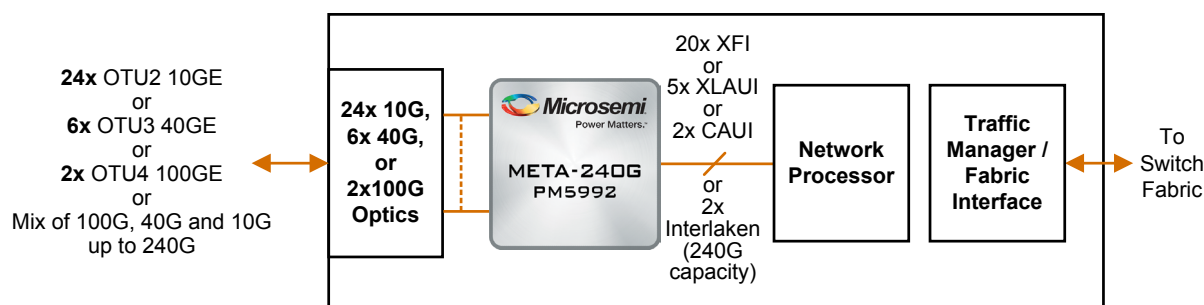 24x OTU2 10GE
or
6x OTU3 40GE
or
2x OTU4 100GE
or
Mix of 100G, 40G and 10G
up to 240G
24x 10G,
6x 40G,
or
2x100G
Optics
Microsemi
Power Matters.™
META-240G
PM5992
20x XFI
or
5x XLAUI
or
2x CAUI
or
2x
Interlaken
(240G
capacity)
Network
Processor
Traffic
Manager /
Fabric
Interface
To
Switch
Fabric